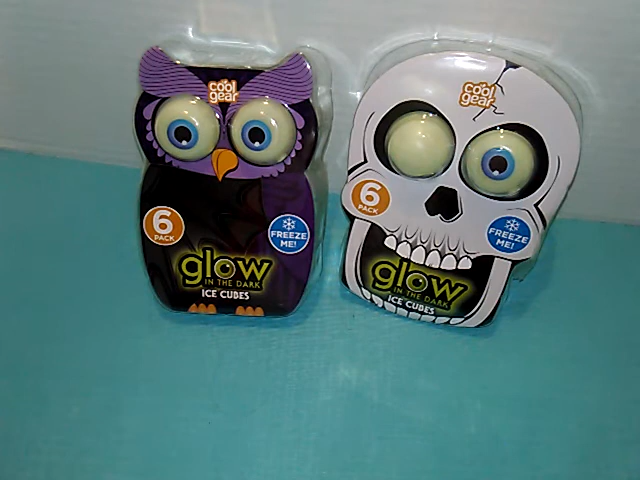 cool
gear
6
PACK
FREEZE
ME!
glow
IN THE DARK
ICE CUBES
cool
gear
6
PACK
FREEZE
ME!
glow
IN THE DARK
ICE CUBES